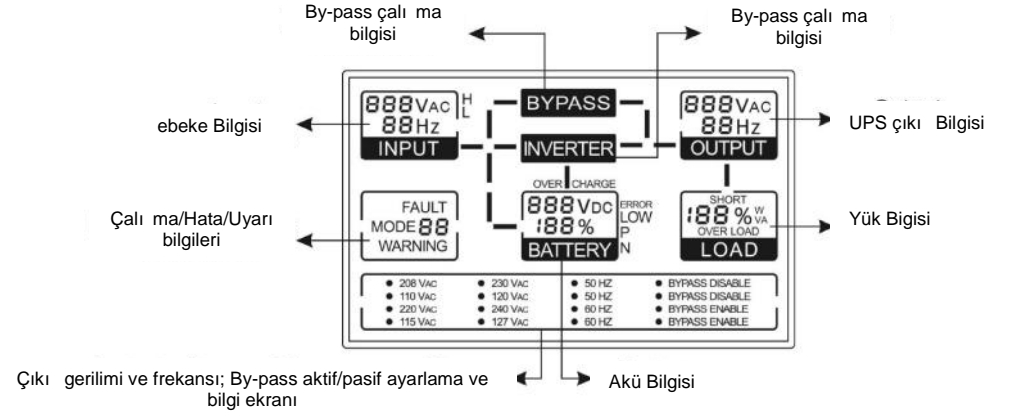 By-pass çalı ma
bilgisi
By-pass çalı ma
bilgisi
888VAC H
L
88Hz
INPUT
BYPASS
INVERTER
888VAC
88Hz
OUTPUT
ebeke Bilgisi
UPS çıkı Bilgisi
OVER CHARGE
888VDC
188%
BATTERY
ERROR
LOW
P
N
FAULT
MODE88
WARNING
SHORT
188% W
VA
OVER LOAD
LOAD
Çalı ma/Hata/Uyarı
bilgileri
Yük Bigisi
208 VAC 230 VAC 50 HZ BYPASS DISABLE
110 VAC 120 VAC 50 HZ BYPASS DISABLE
220 VAC 240 VAC 60 HZ BYPASS ENABLE
115 VAC 127 VAC 60 HZ BYPASS ENABLE
Çıkı gerilimi ve frekansı; By-pass aktif/pasif ayarlama ve
bilgi ekranı
Akü Bilgisi